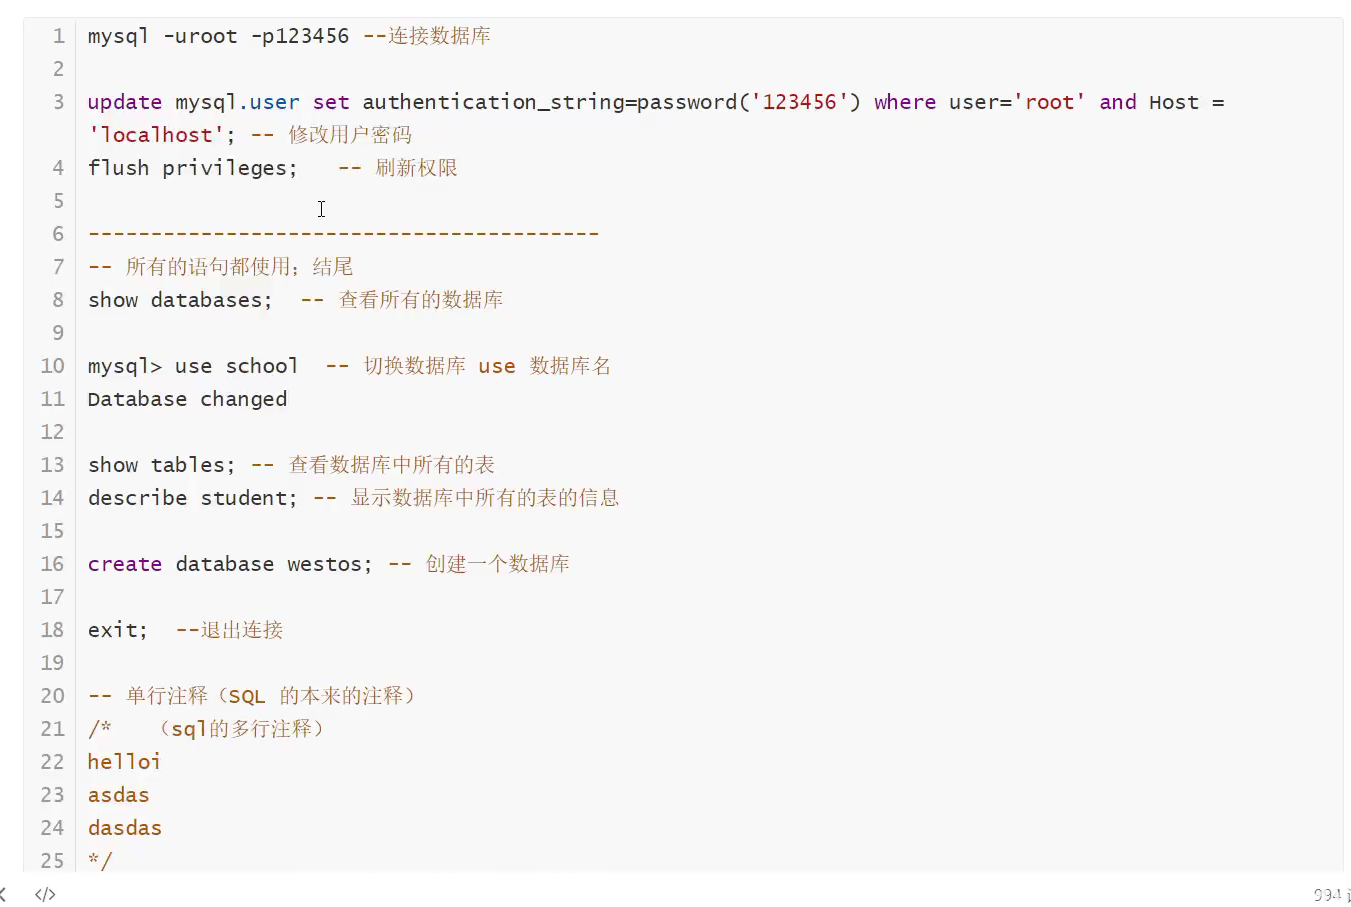 1 mysql -uroot -p123456 --连接数据库
2
3 update mysql.user set authentication_string=password('123456') where user='root' and Host =
'localhost'; -- 修改用户密码
4 flush privileges;   -- 刷新权限
5
6 -----------------------------------------
7 -- 所有的语句都使用；结尾
8 show databases;  -- 查看所有的数据库
9
10 mysql> use school  -- 切换数据库 use 数据库名
11 Database changed
12
13 show tables; -- 查看数据库中所有的表
14 describe student; -- 显示数据库中所有的表的信息
15
16 create database westos; -- 创建一个数据库
17
18 exit;  --退出连接
19
20 -- 单行注释（SQL 的本来的注释）
21 /*   （sql的多行注释）
22 helloi
23 asdas
24 dasdas
25 */
</> 994